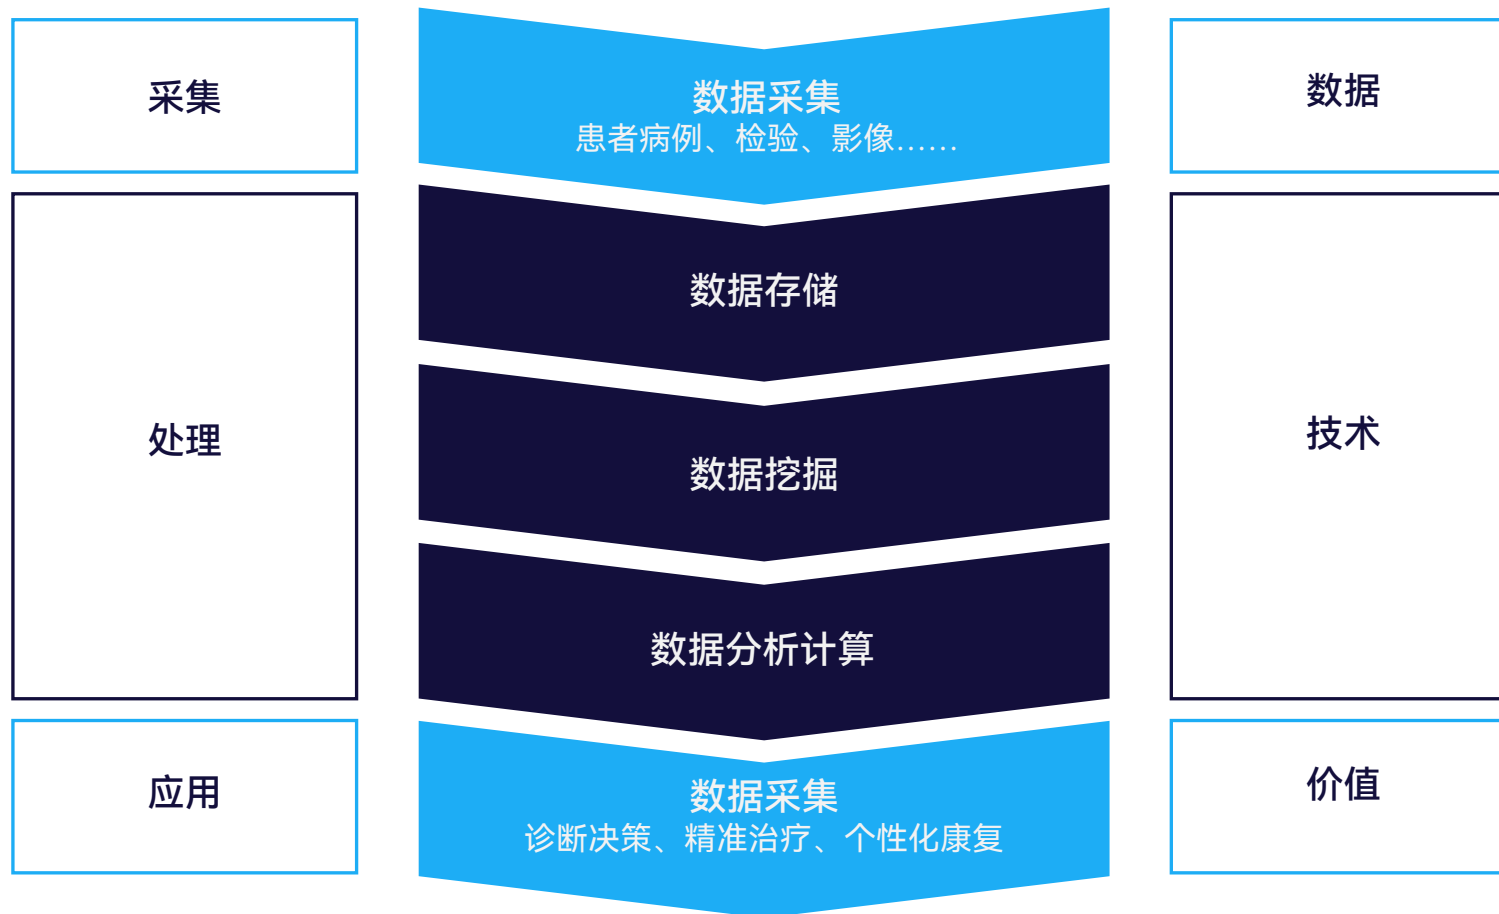 采集
数据采集
患者病例、检验、影像……
数据
数据存储
处理
数据挖掘
技术
数据分析计算
应用
数据采集
诊断决策、精准治疗、个性化康复
价值